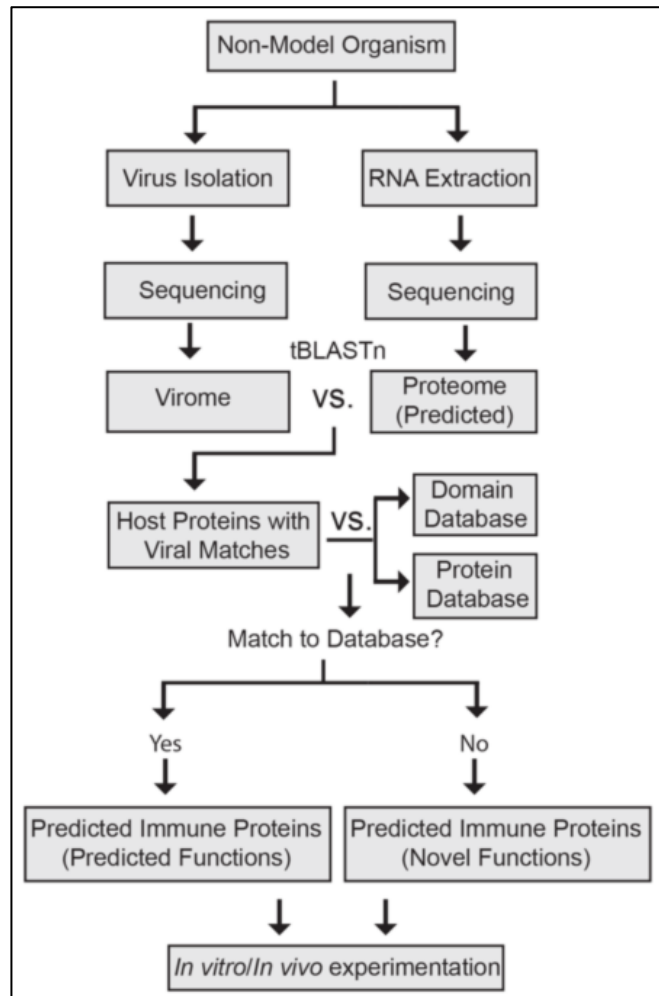 Non-Model Organism
Virus Isolation
RNA Extraction
Sequencing
Sequencing
tBLASTn
Virome
vs.
Proteome
(Predicted)
Host Proteins with
Viral Matches
vs.
Domain
Database
Protein
Database
Match to Database?
Yes
No
Predicted Immune Proteins
(Predicted Functions)
Predicted Immune Proteins
(Novel Functions)
In vitro/In vivo experimentation